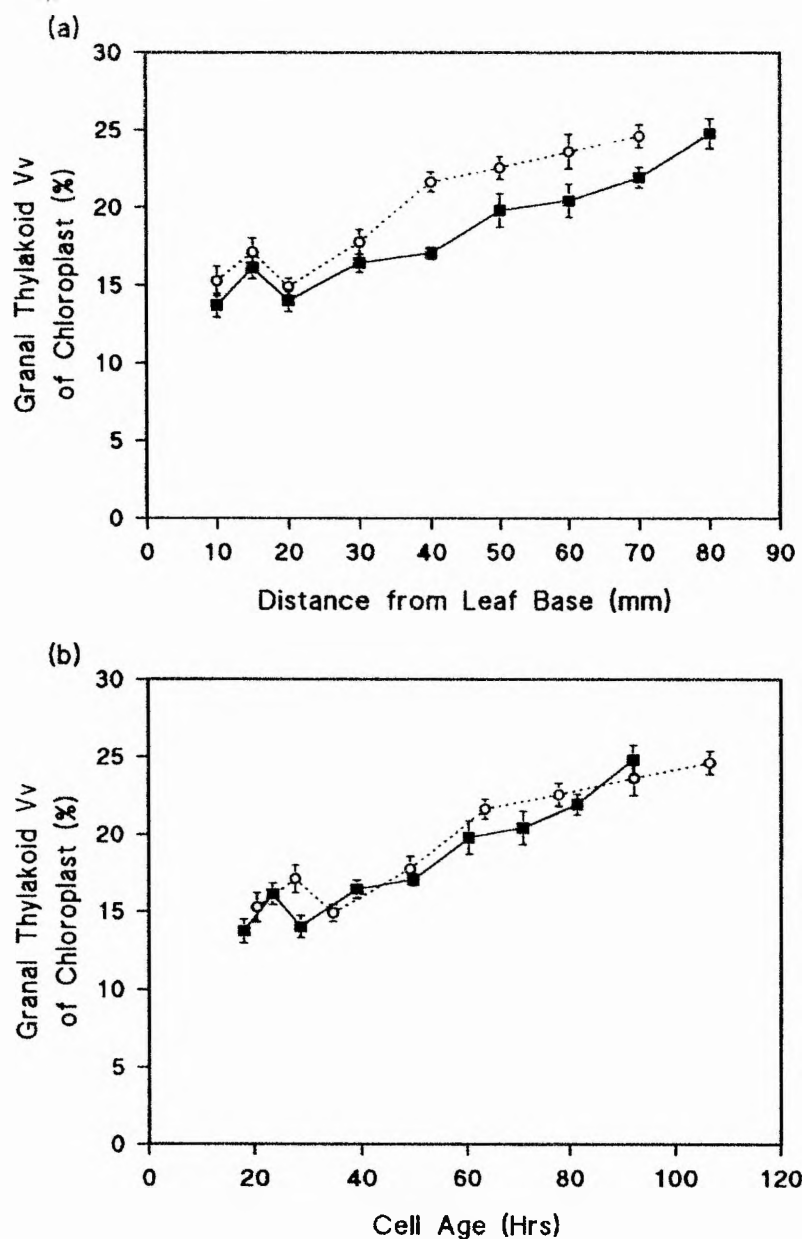 (a)
30
25
20
15
10
5
0
Granal Thylakoid Vv
of Chloroplast (%)
0 10 20 30 40 50 60 70 80 90
Distance from Leaf Base (mm)
(b)
30
25
20
15
10
5
0
Granal Thylakoid Vv
of Chloroplast (%)
0 20 40 60 80 100 120
Cell Age (Hrs)